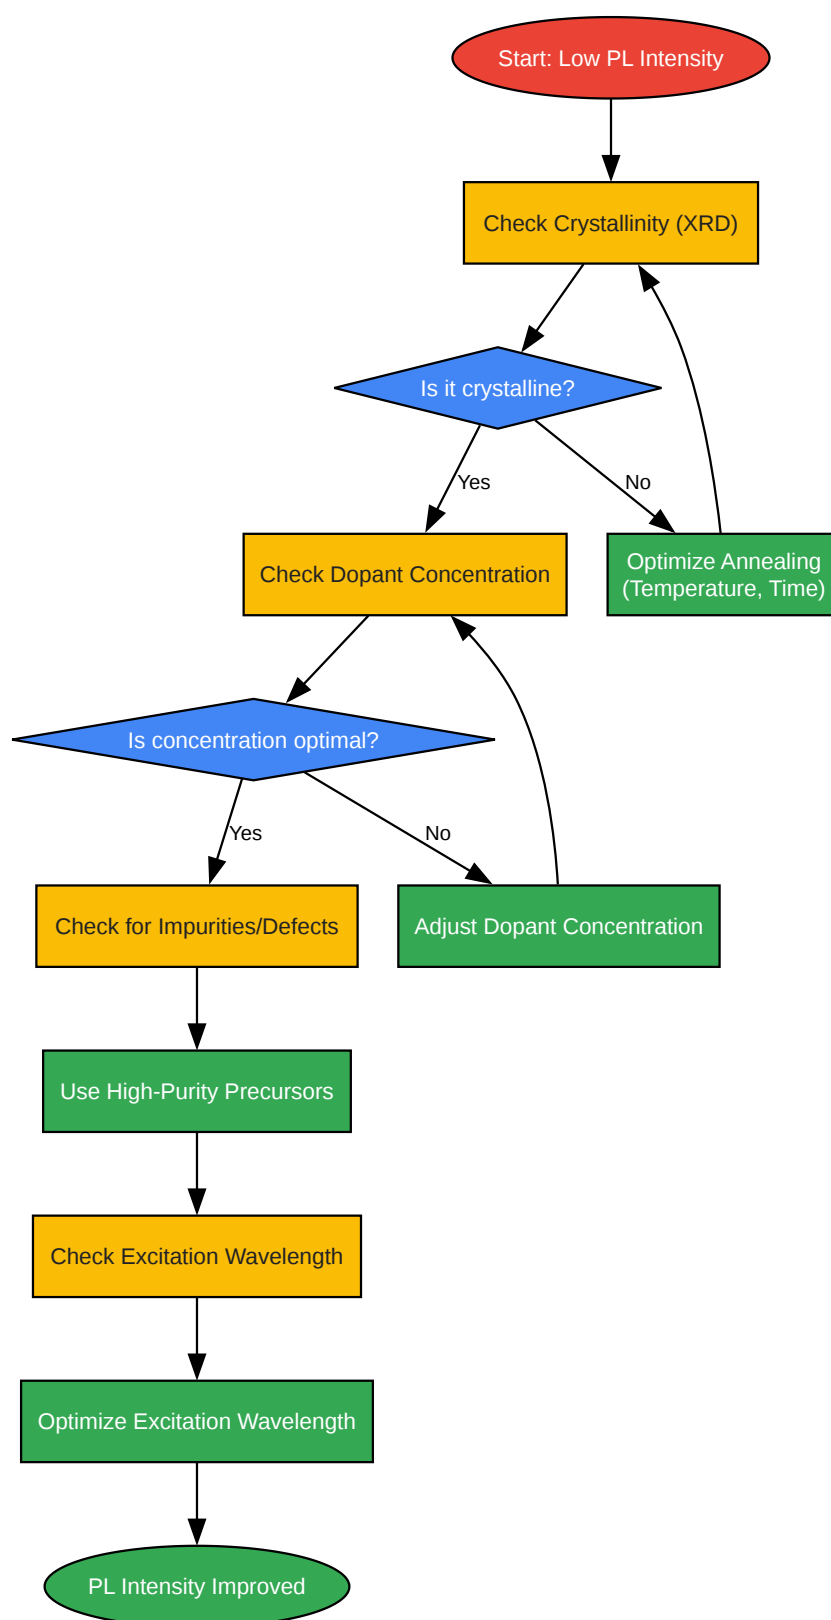 Start: Low PL Intensity
Check Crystallinity (XRD)
Is it crystalline?
Yes
No
Check Dopant Concentration
Optimize Annealing
(Temperature, Time)
Is concentration optimal?
Yes
No
Check for Impurities/Defects
Adjust Dopant Concentration
Use High-Purity Precursors
Check Excitation Wavelength
Optimize Excitation Wavelength
PL Intensity Improved